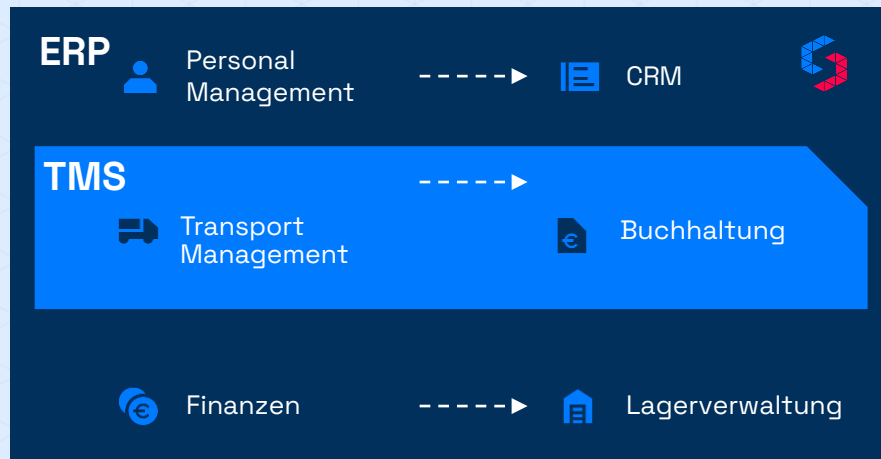 ERP
Personal
Management
CRM
TMS
Transport
Management
Buchhaltung
Finanzen
Lagerverwaltung